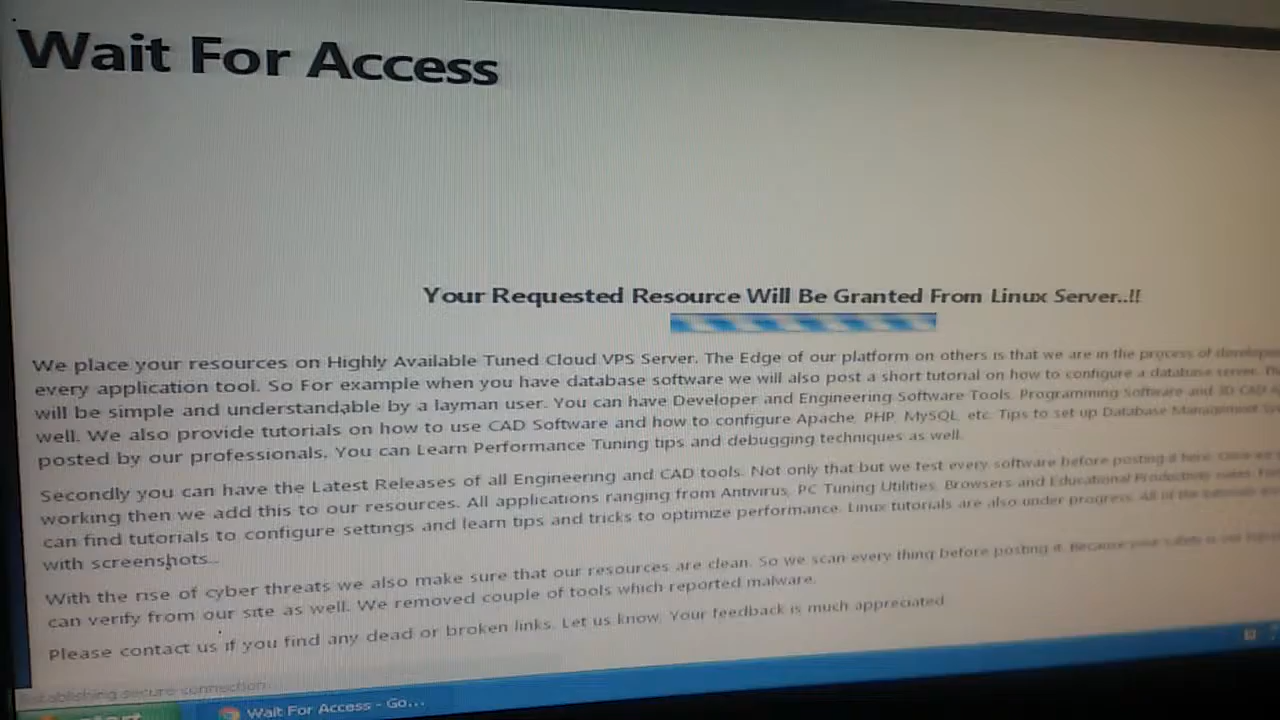 Wait For Access
Your Requested Resource Will Be Granted From Linux Server..!!
We place your resources on Highly Available Tuned Cloud VPS Server. The Edge of our platform on others is that we are in the process of
every application tool. So For example when you have database software we will also post a short tutorial on how to configure a database server.
will be simple and understandable by a layman user. You can have Developer and Engineering Software Tools. Programming Software and 3D CAD
well. We also provide tutorials on how to use CAD Software and how to configure Apache, PHP, MySQL, etc. Tips to set up Database Management
posted by our professionals. You can Learn Performance Tuning tips and debugging techniques as well.
Secondly you can have the Latest Releases of all Engineering and CAD tools. Not only that but we test every software before posting it here.
working then we add this to our resources. All applications ranging from Antivirus, PC Tuning Utilities, Browsers and Educational
can find tutorials to configure settings and learn tips and tricks to optimize performance. Linux tutorials are also under progress. All
with screenshots...
With the rise of cyber threats we also make sure that our resources are clean. So we scan every thing before posting it. Because your safety is
can verify from our site as well. We removed couple of tools which reported malware.
Please contact us if you find any dead or broken links. Let us know. Your feedback is much appreciated
Establishing secure connection...
start
Wait For Access - Go...